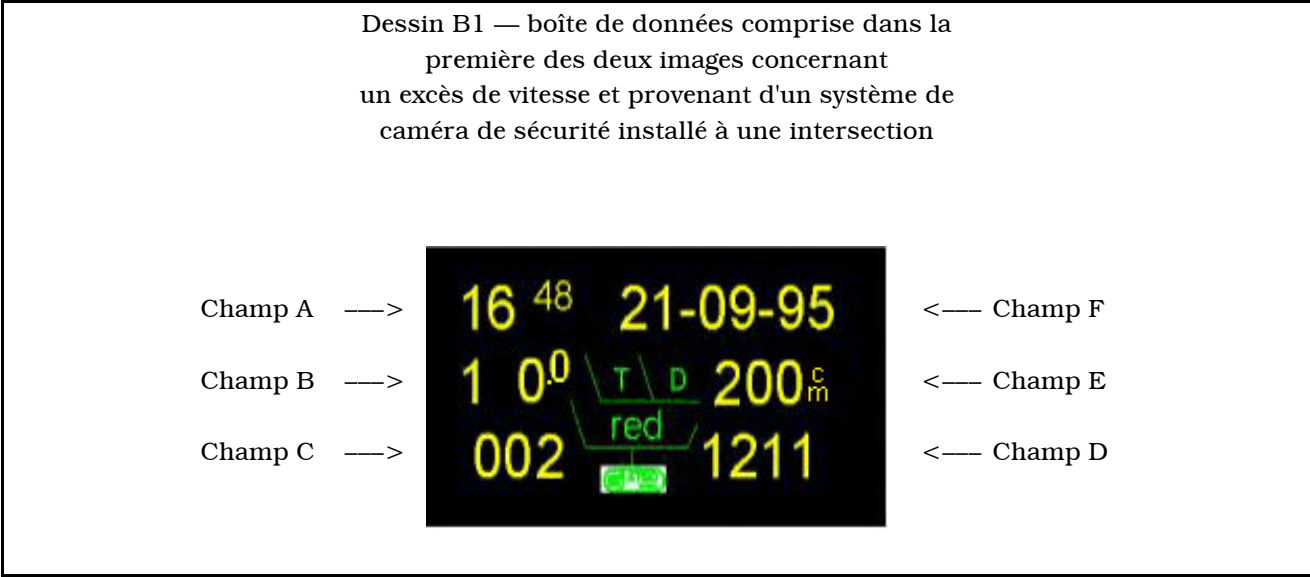 Dessin B1 — boîte de données comprise dans la
première des deux images concernant
un excès de vitesse et provenant d'un système de
caméra de sécurité installé à une intersection
Champ A –––> 16 48 21-09-95 <––– Champ F
Champ B –––> 1 0.0 T D 200 cm <––– Champ E
red
Champ C –––> 002 1211 <––– Champ D